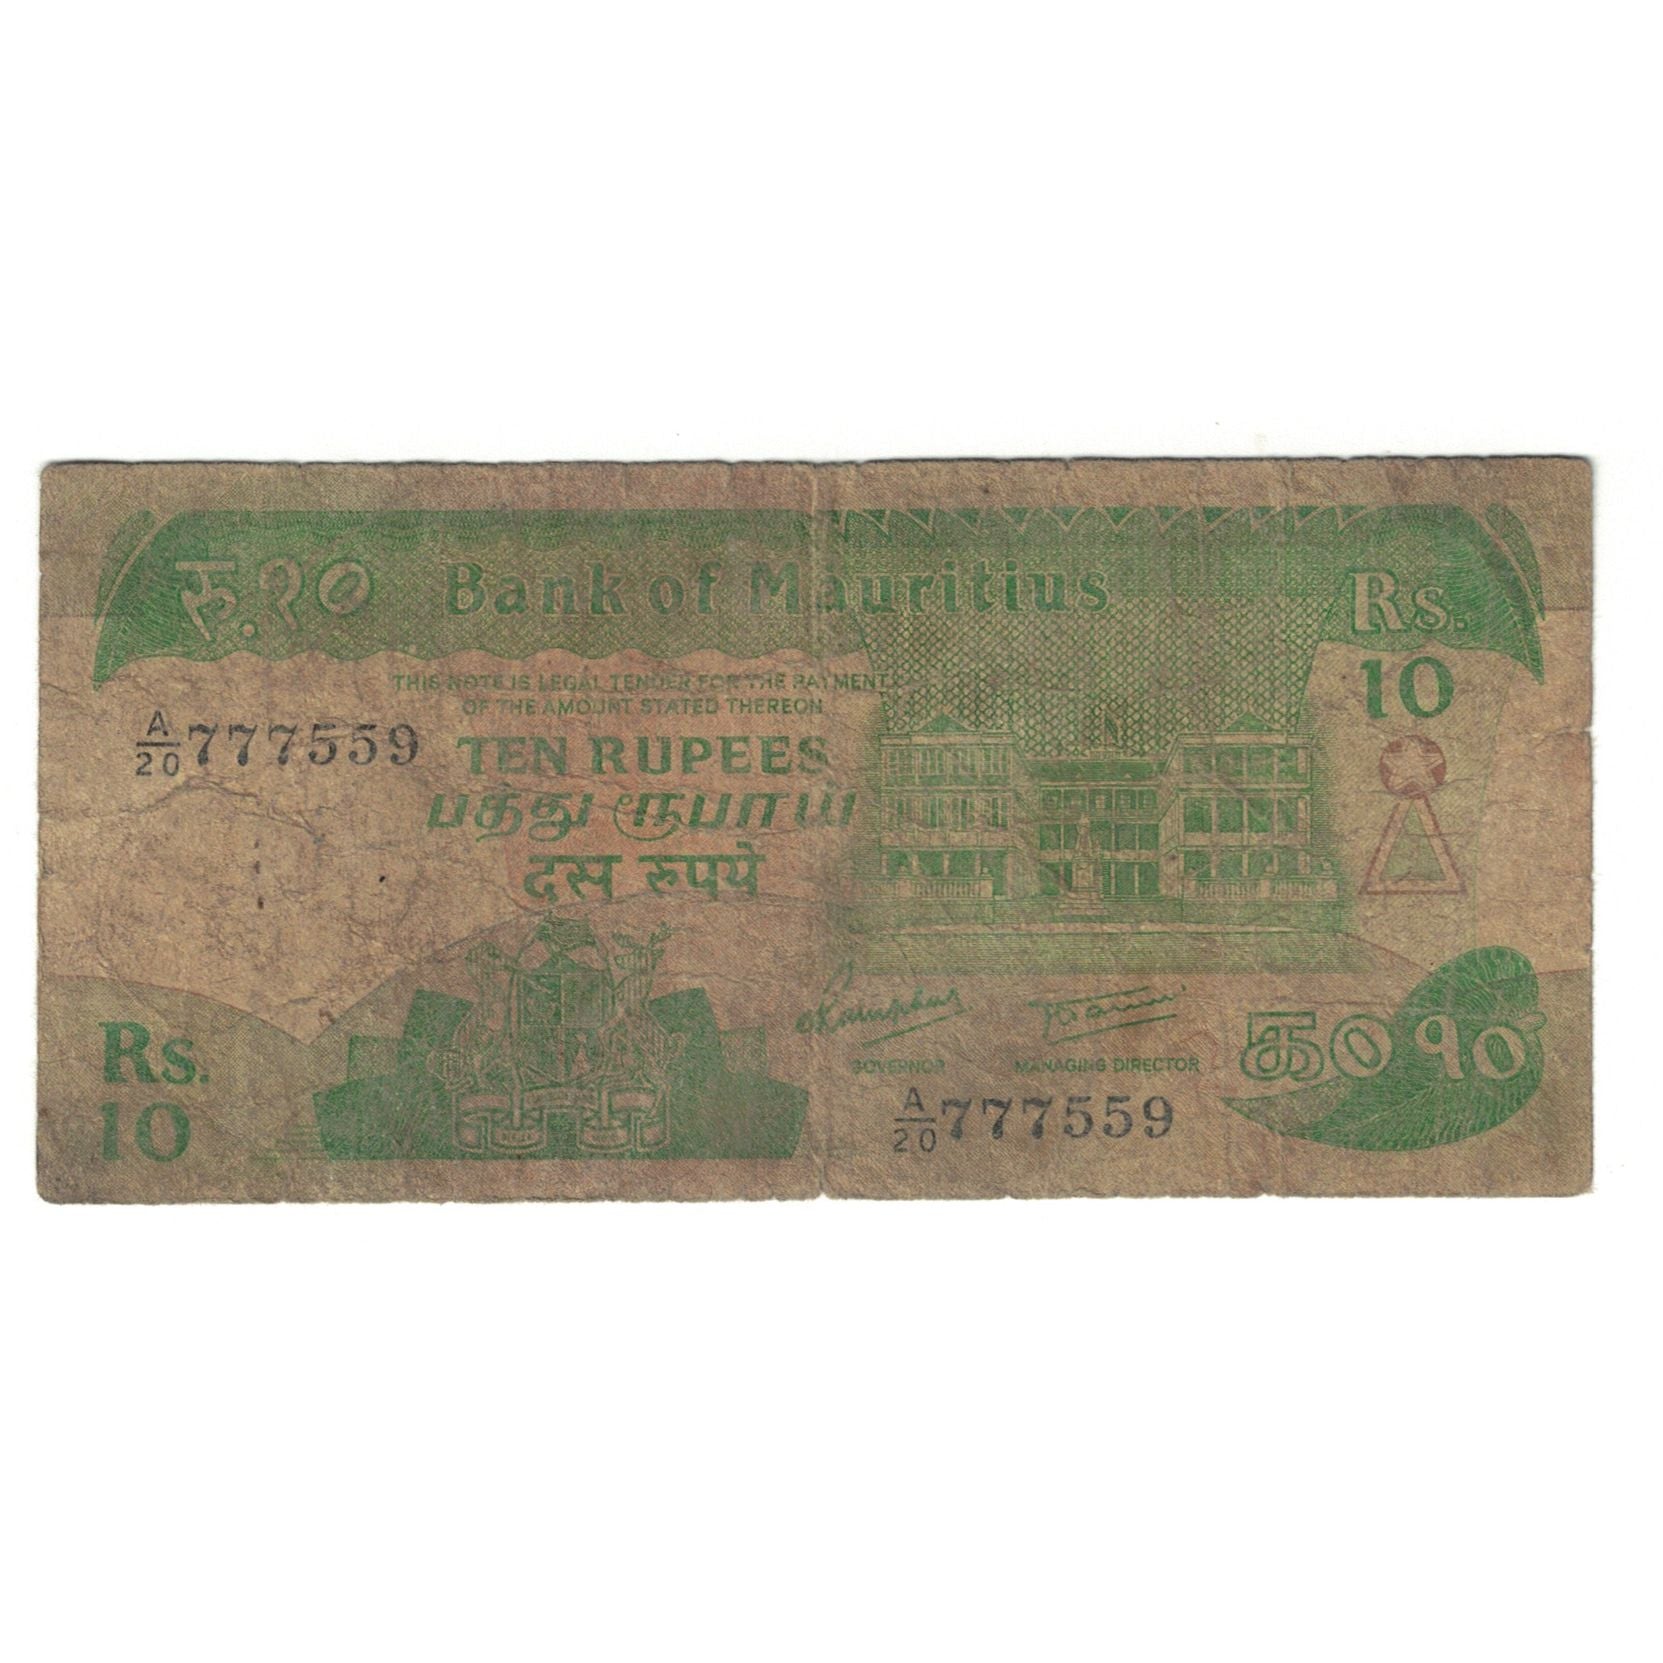 रु.१० Bank of Mauritius Rs. 10
THIS NOTE IS LEGAL TENDER FOR THE PAYMENT
OF THE AMOUNT STATED THEREON
A/20 777559
TEN RUPEES
பத்து ரூபாய்
दस रुपये
Rs. 10
GOVERNOR MANAGING DIRECTOR
A/20 777559